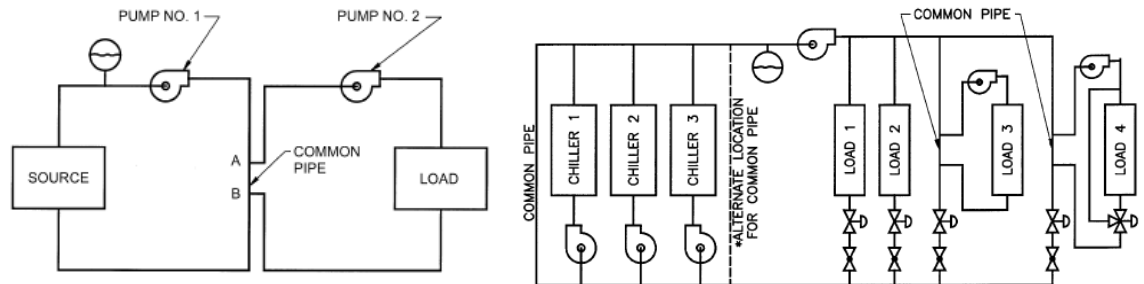 PUMP NO. 1
PUMP NO. 2
A
COMMON
PIPE
B
SOURCE
LOAD
COMMON PIPE
COMMON PIPE
CHILLER 1
CHILLER 2
CHILLER 3
*ALTERNATE LOCATION
FOR COMMON PIPE
LOAD 1
LOAD 2
LOAD 3
LOAD 4